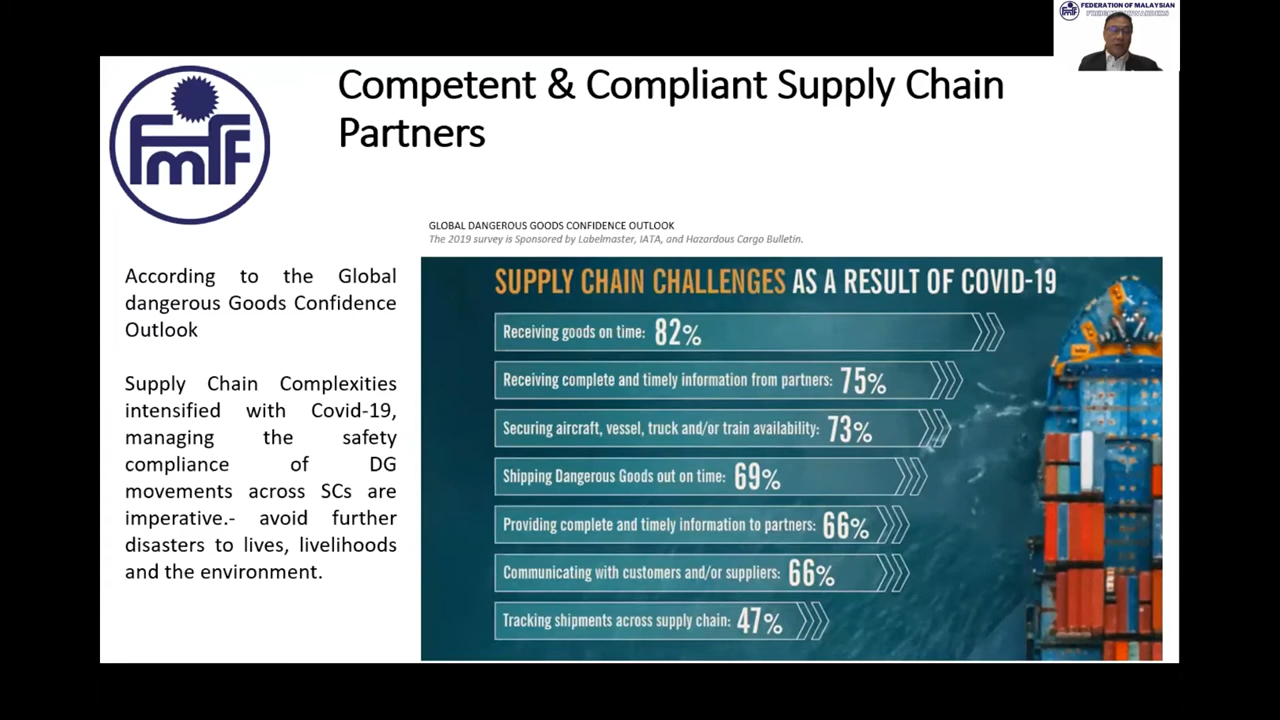 FEDERATION OF MALAYSIAN
FREIGHT FORWARDERS
FMFF
Competent & Compliant Supply Chain
Partners
GLOBAL DANGEROUS GOODS CONFIDENCE OUTLOOK
The 2019 survey is Sponsored by Labelmaster, IATA, and Hazardous Cargo Bulletin.
According to the Global
dangerous Goods Confidence
Outlook
Supply Chain Complexities
intensified with Covid-19,
managing the safety
compliance of DG
movements across SCs are
imperative.- avoid further
disasters to lives, livelihoods
and the environment.
SUPPLY CHAIN CHALLENGES AS A RESULT OF COVID-19
Receiving goods on time: 82%
Receiving complete and timely information from partners: 75%
Securing aircraft, vessel, truck and/or train availability: 73%
Shipping Dangerous Goods out on time: 69%
Providing complete and timely information to partners: 66%
Communicating with customers and/or suppliers: 66%
Tracking shipments across supply chain: 47%